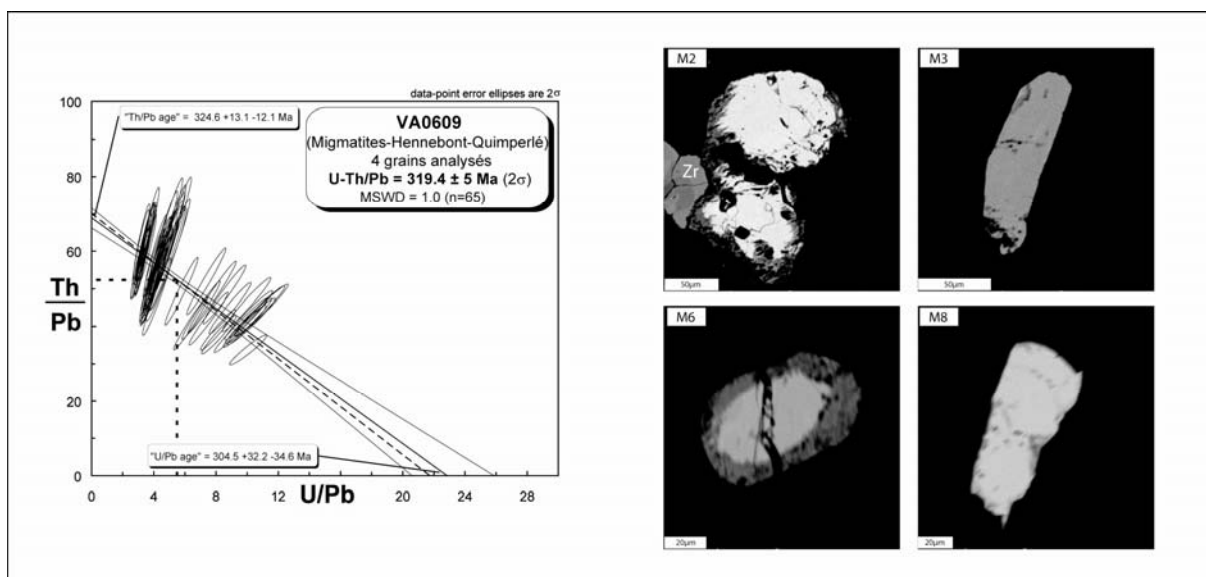 data-point error ellipses are 2σ
100
80
60
40
20
0
Th
Pb
"Th/Pb age" = 324.6 +13.1 -12.1 Ma
VA0609
(Migmatites-Hennebont-Quimperlé)
4 grains analysés
U-Th/Pb = 319.4 ± 5 Ma (2σ)
MSWD = 1.0 (n=65)
"U/Pb age" = 304.5 +32.2 -34.6 Ma
0 4 8 12 20 24 28
U/Pb
M2
Zr
50µm
M3
50µm
M6
20µm
M8
20µm